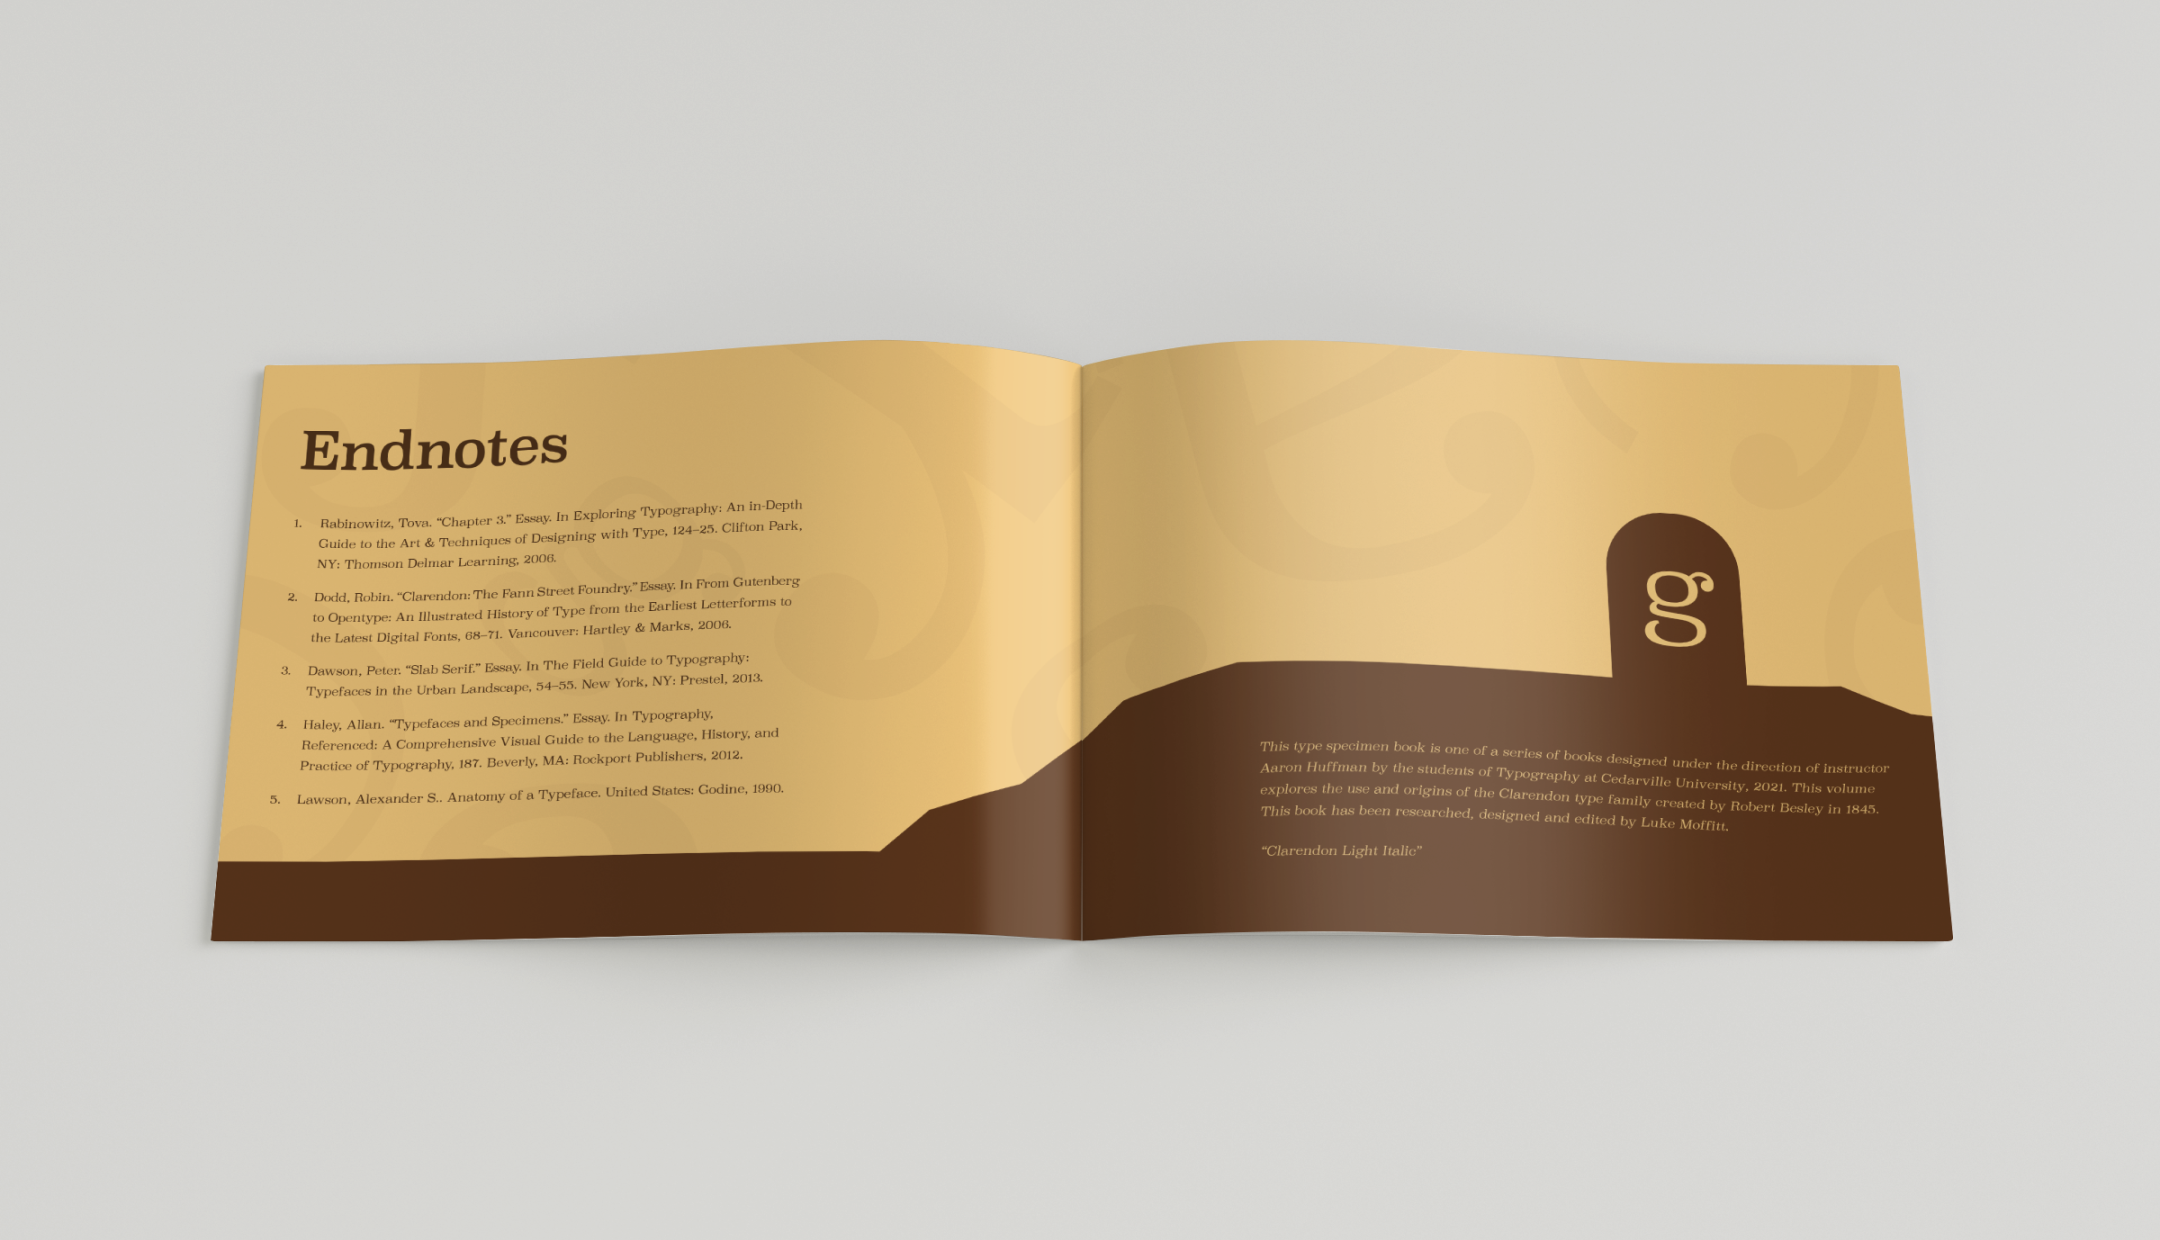 Endnotes
1. Rabinowitz, Tova. “Chapter 3.” Essay. In Exploring Typography: An in-Depth
Guide to the Art & Techniques of Designing with Type, 124–25. Clifton Park,
NY: Thomson Delmar Learning, 2006.
2. Dodd, Robin. “Clarendon: The Fann Street Foundry.” Essay. In From Gutenberg
to Opentype: An Illustrated History of Type from the Earliest Letterforms to
the Latest Digital Fonts, 68–71. Vancouver: Hartley & Marks, 2006.
3. Dawson, Peter. “Slab Serif.” Essay. In The Field Guide to Typography:
Typefaces in the Urban Landscape, 54–55. New York, NY: Prestel, 2013.
4. Haley, Allan. “Typefaces and Specimens.” Essay. In Typography,
Referenced: A Comprehensive Visual Guide to the Language, History, and
Practice of Typography, 187. Beverly, MA: Rockport Publishers, 2012.
5. Lawson, Alexander S.. Anatomy of a Typeface. United States: Godine, 1990.
g
This type specimen book is one of a series of books designed under the direction of instructor
Aaron Huffman by the students of Typography at Cedarville University, 2021. This volume
explores the use and origins of the Clarendon type family created by Robert Besley in 1845.
This book has been researched, designed and edited by Luke Moffitt.
“Clarendon Light Italic”